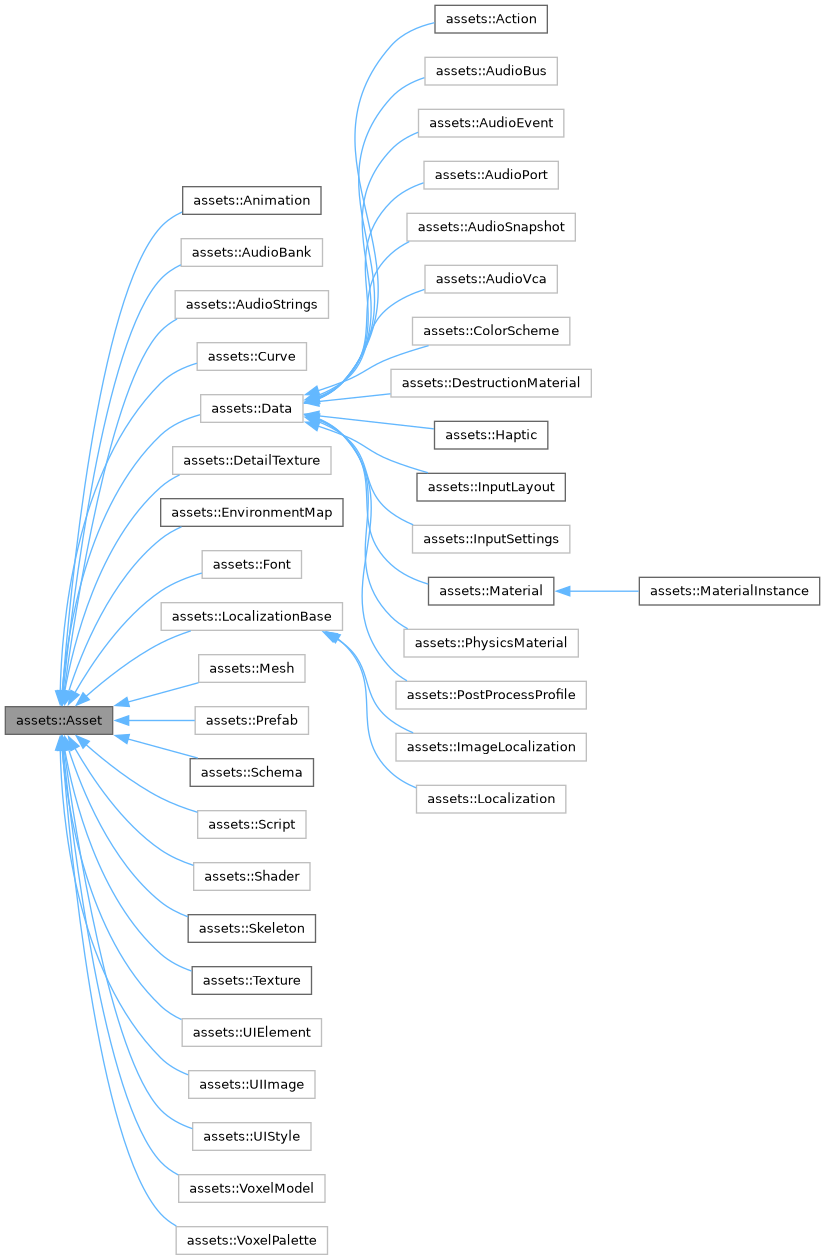 assets::Action
assets::AudioBus
assets::AudioEvent
assets::AudioPort
assets::Animation
assets::AudioSnapshot
assets::AudioBank
assets::AudioVca
assets::AudioStrings
assets::ColorScheme
assets::Curve
assets::DestructionMaterial
assets::Data
assets::Haptic
assets::DetailTexture
assets::InputLayout
assets::EnvironmentMap
assets::InputSettings
assets::Font
assets::Material
assets::MaterialInstance
assets::LocalizationBase
assets::PhysicsMaterial
assets::Mesh
assets::PostProcessProfile
assets::Asset
assets::Prefab
assets::ImageLocalization
assets::Schema
assets::Localization
assets::Script
assets::Shader
assets::Skeleton
assets::Texture
assets::UIElement
assets::UIImage
assets::UIStyle
assets::VoxelModel
assets::VoxelPalette